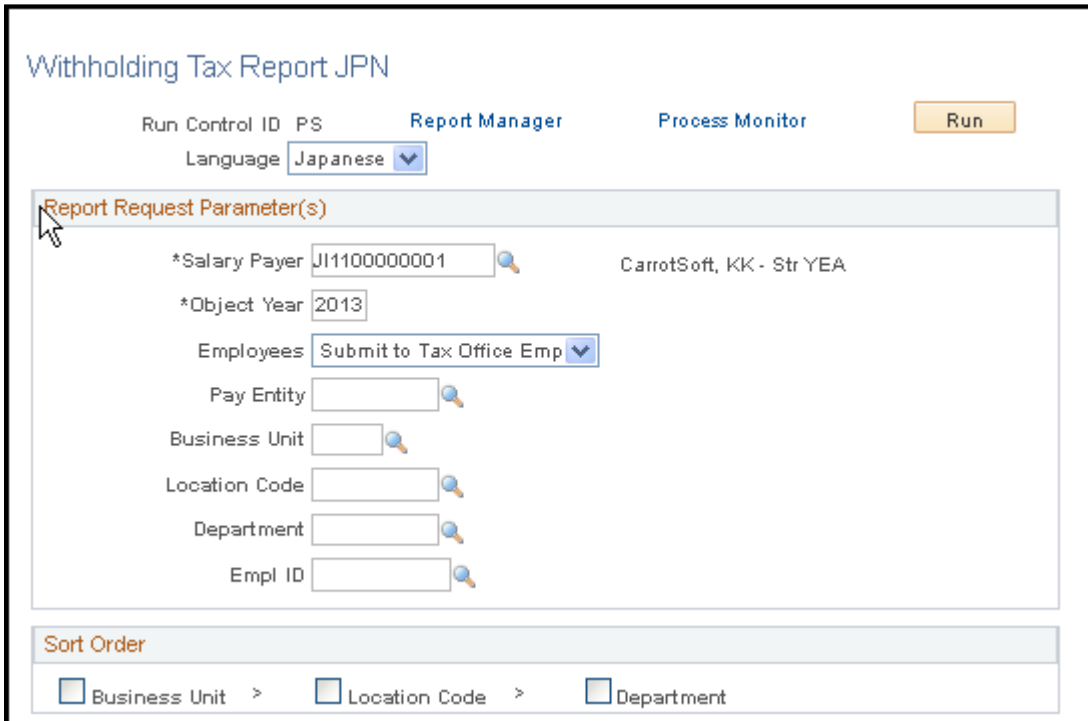 Withholding Tax Report JPN
Run Control ID PS Report Manager Process Monitor Run
Language Japanese
Report Request Parameter(s)
*Salary Payer JI1100000001 CarrotSoft, KK - Str YEA
*Object Year 2013
Employees Submit to Tax Office Emp
Pay Entity
Business Unit
Location Code
Department
Empl ID
Sort Order
Business Unit > Location Code > Department